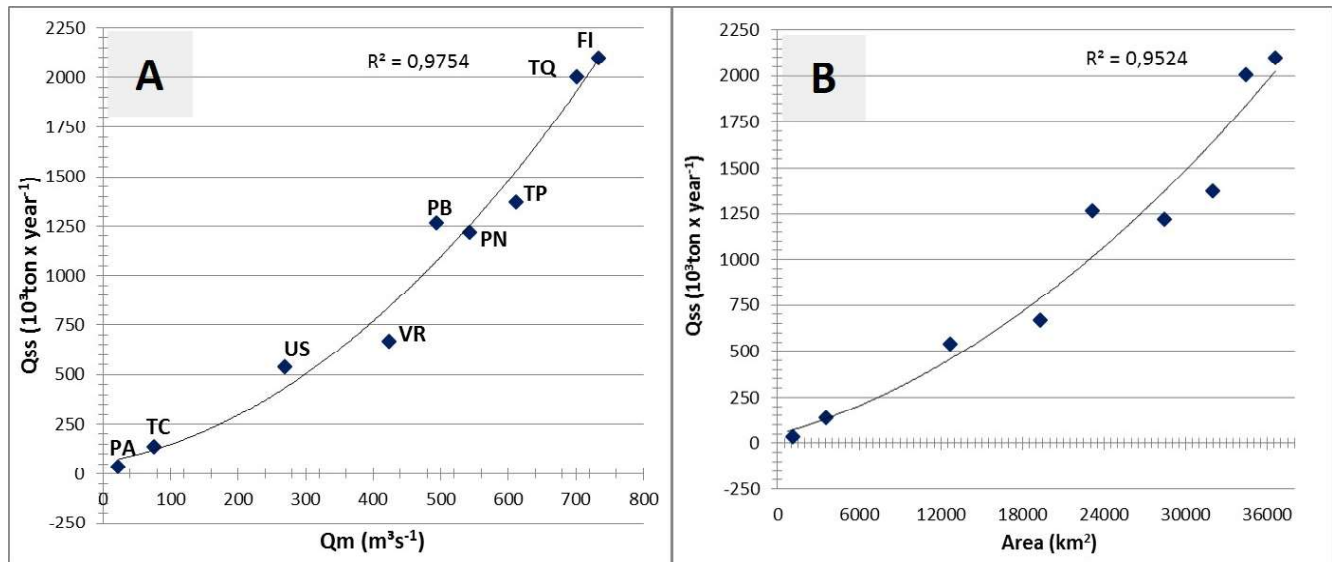 A
R² = 0,9754
FI
TQ
TP
PB
PN
VR
US
TC
PA
Qss (10³ton x year⁻¹)
2250
2000
1750
1500
1250
1000
750
500
250
0
-250
0 100 200 300 400 500 600 700 800
Qm (m³s⁻¹)
B
R² = 0,9524
Qss (10³ton x year⁻¹)
2250
2000
1750
1500
1250
1000
750
500
250
0
-250
0 6000 12000 18000 24000 30000 36000
Area (km²)